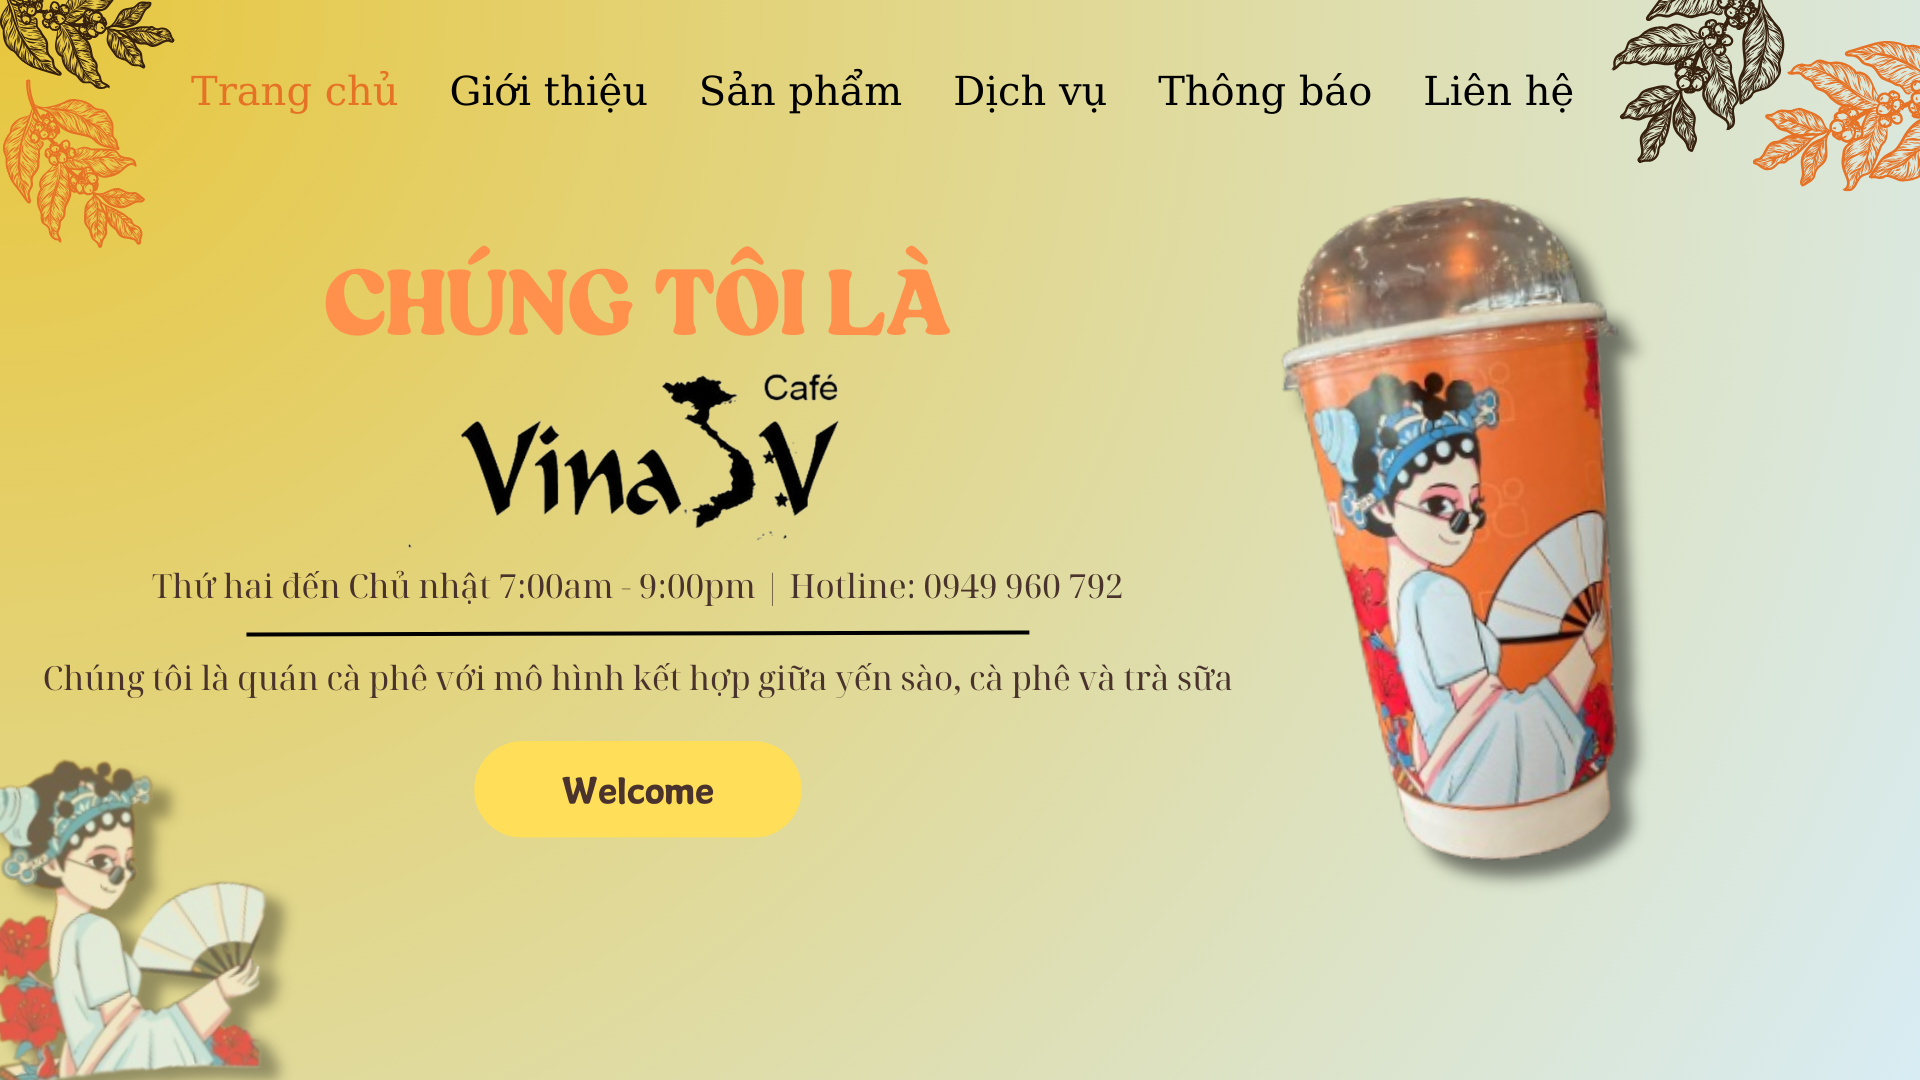 Trang chủ Giới thiệu Sản phẩm Dịch vụ Thông báo Liên hệ
CHÚNG TÔI LÀ
Café
Vina SV
Thứ hai đến Chủ nhật 7:00am - 9:00pm | Hotline: 0949 960 792
Chúng tôi là quán cà phê với mô hình kết hợp giữa yến sào, cà phê và trà sữa
Welcome